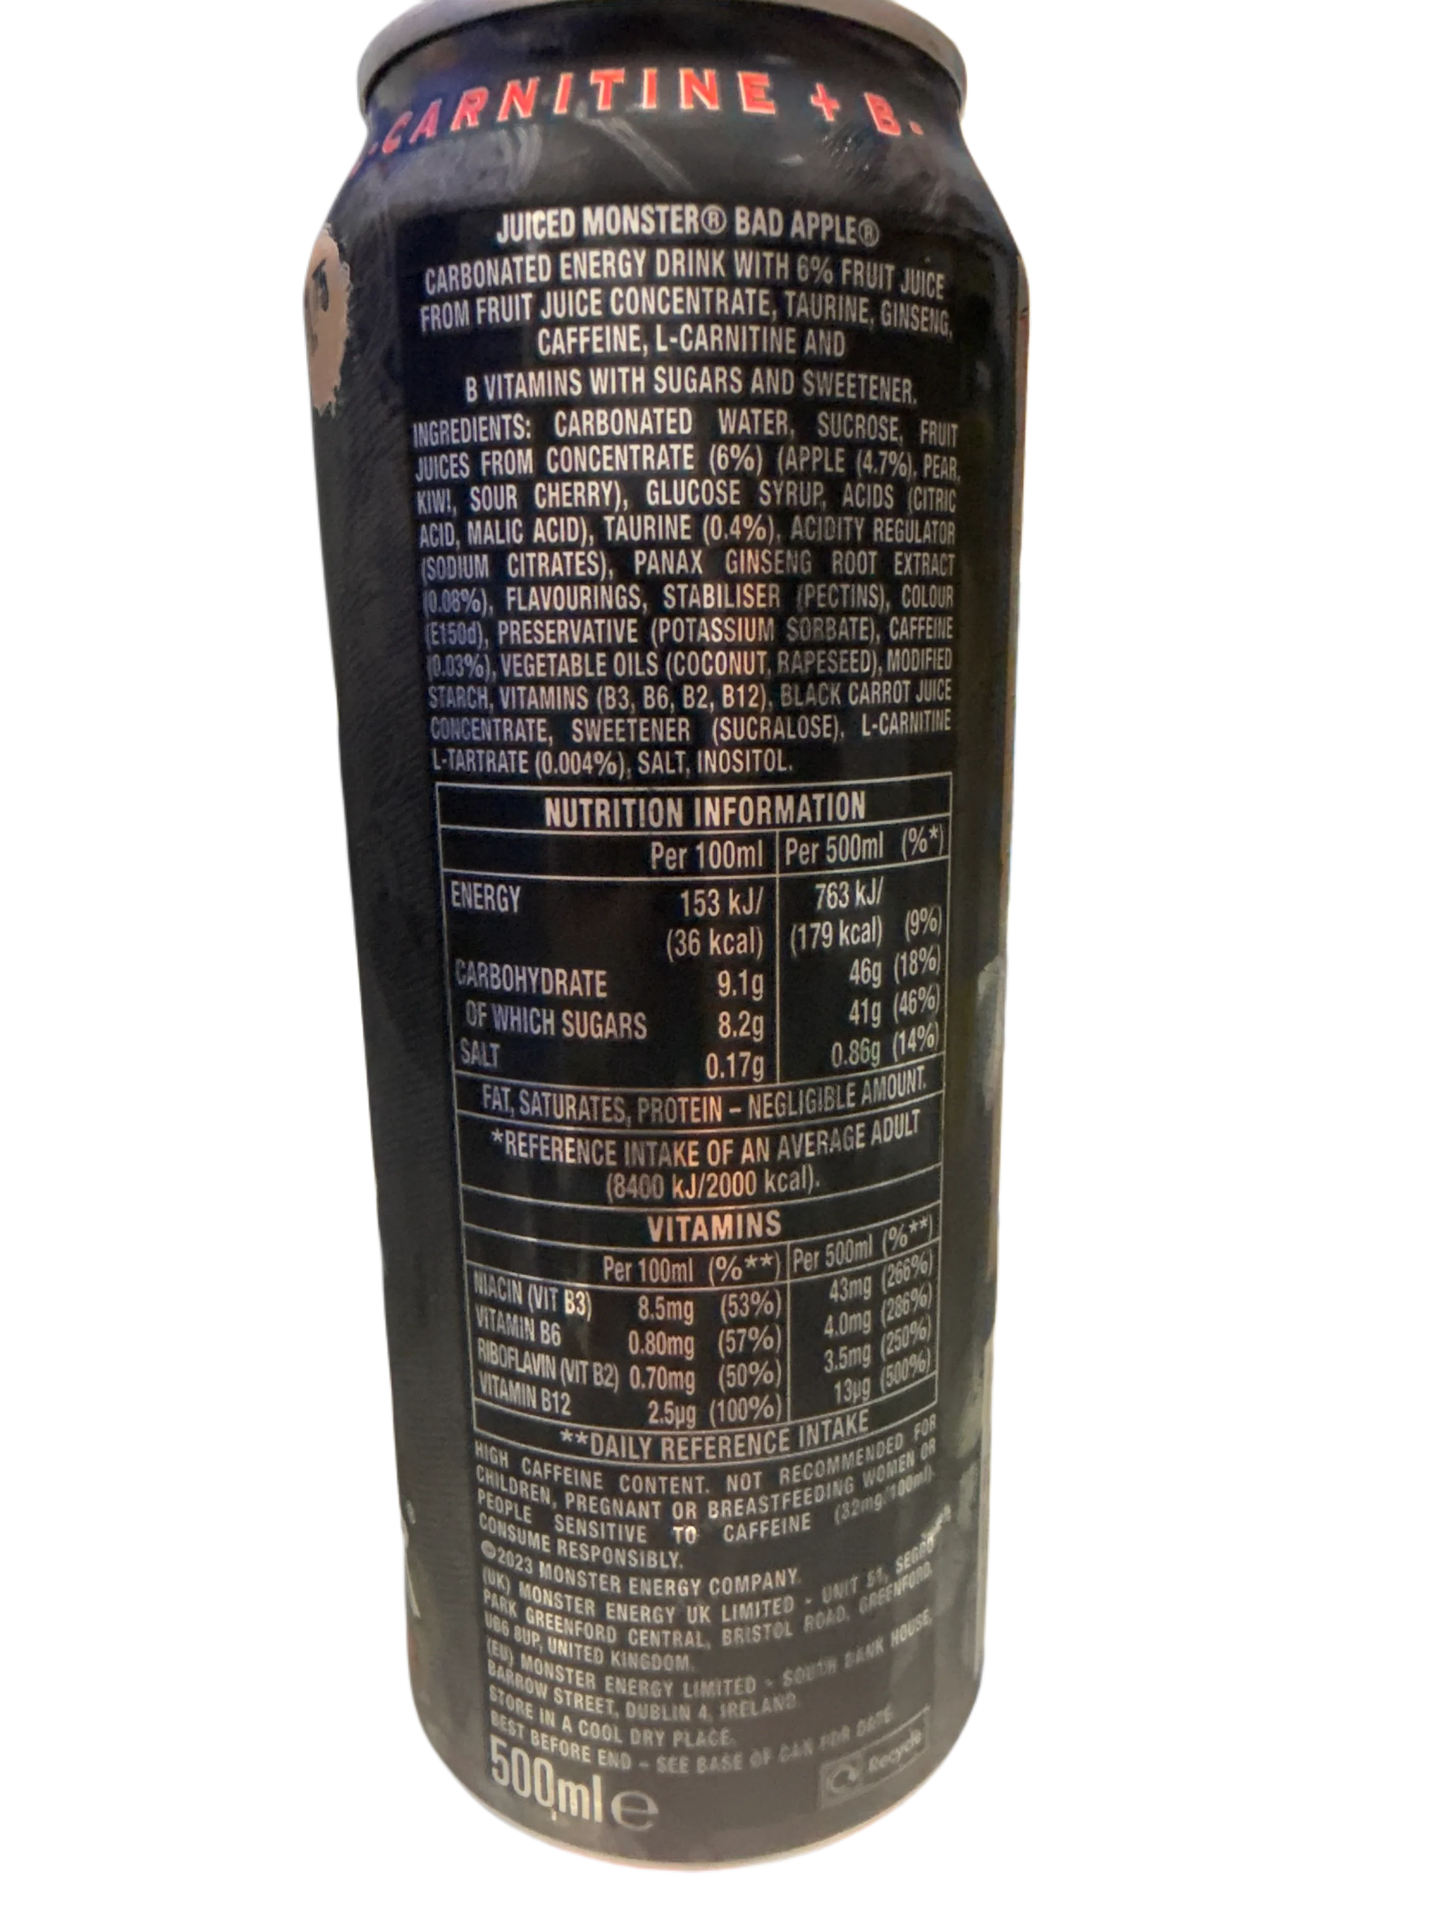 -CARNITINE + B-
JUICED MONSTER® BAD APPLE®
CARBONATED ENERGY DRINK WITH 6% FRUIT JUICE
FROM FRUIT JUICE CONCENTRATE, TAURINE, GINSENG,
CAFFEINE, L-CARNITINE AND
B VITAMINS WITH SUGARS AND SWEETENER.
INGREDIENTS: CARBONATED WATER, SUCROSE, FRUIT
JUICES FROM CONCENTRATE (6%) (APPLE (4.7%), PEAR,
KIWI, SOUR CHERRY), GLUCOSE SYRUP, ACIDS (CITRIC
ACID, MALIC ACID), TAURINE (0.4%), ACIDITY REGULATOR
(SODIUM CITRATES), PANAX GINSENG ROOT EXTRACT
(0.08%), FLAVOURINGS, STABILISER (PECTINS), COLOUR
(E150d), PRESERVATIVE (POTASSIUM SORBATE), CAFFEINE
(0.03%), VEGETABLE OILS (COCONUT, RAPESEED), MODIFIED
STARCH, VITAMINS (B3, B6, B2, B12), BLACK CARROT JUICE
CONCENTRATE, SWEETENER (SUCRALOSE), L-CARNITINE
L-TARTRATE (0.004%), SALT, INOSITOL.
NUTRITION INFORMATION
Per 100ml Per 500ml (%*)
ENERGY 153 kJ/ 763 kJ/
(36 kcal) (179 kcal) (9%)
CARBOHYDRATE 9.1g 46g (18%)
OF WHICH SUGARS 8.2g 41g (46%)
SALT 0.17g 0.86g (14%)
FAT, SATURATES, PROTEIN – NEGLIGIBLE AMOUNT.
*REFERENCE INTAKE OF AN AVERAGE ADULT
(8400 kJ/2000 kcal).
VITAMINS
Per 100ml (%**) Per 500ml (%**)
NIACIN (VIT B3) 8.5mg (53%) 43mg (266%)
VITAMIN B6 0.80mg (57%) 4.0mg (286%)
RIBOFLAVIN (VIT B2) 0.70mg (50%) 3.5mg (250%)
VITAMIN B12 2.5µg (100%) 13µg (500%)
**DAILY REFERENCE INTAKE
HIGH CAFFEINE CONTENT. NOT RECOMMENDED FOR
CHILDREN, PREGNANT OR BREASTFEEDING WOMEN OR
PEOPLE SENSITIVE TO CAFFEINE (32mg/100ml).
CONSUME RESPONSIBLY.
©2023 MONSTER ENERGY COMPANY.
(UK) MONSTER ENERGY UK LIMITED - UNIT 51, SEGRO
PARK GREENFORD CENTRAL, BRISTOL ROAD, GREENFORD,
UB6 8UP, UNITED KINGDOM.
(EU) MONSTER ENERGY LIMITED - SOUTH BANK HOUSE,
BARROW STREET, DUBLIN 4, IRELAND.
STORE IN A COOL DRY PLACE.
BEST BEFORE END - SEE BASE OF CAN FOR DATE.
500ml e
Recycle